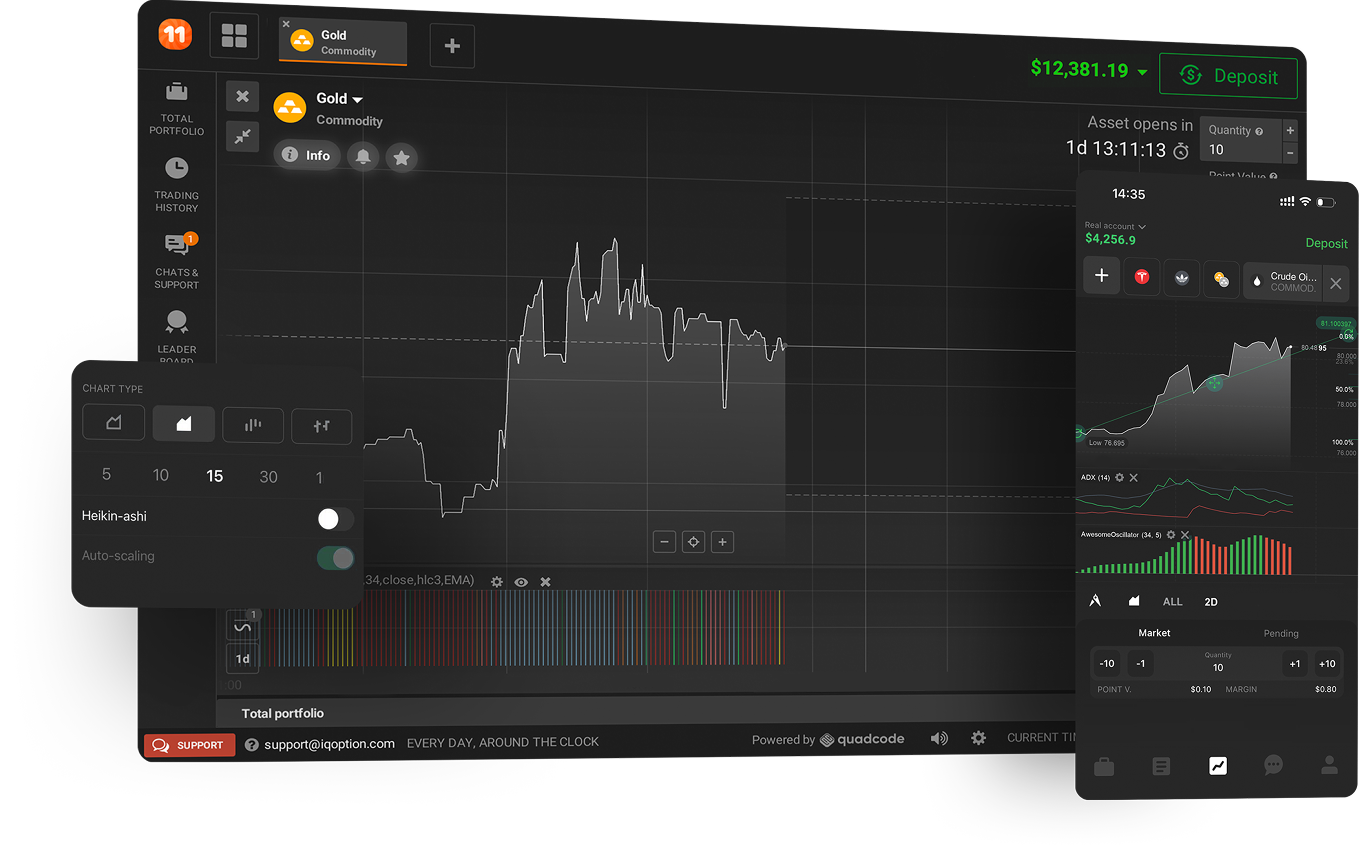 11
Gold
Commodity
$12,381.19
Deposit
TOTAL
PORTFOLIO
TRADING
HISTORY
1
CHATS &
SUPPORT
LEADER
BOARD
Gold
Commodity
Info
Asset opens in
1d 13:11:13
Quantity
10
Point Value
CHART TYPE
5 10 15 30 1
Heikin-ashi
Auto-scaling
,34,close,hlc3,EMA)
1
1d
:00
Total portfolio
SUPPORT
support@iqoption.com
EVERY DAY, AROUND THE CLOCK
Powered by quadcode
CURRENT TIM
14:35
Real account
$4,256.9
Deposit
Crude Oi...
COMMOD.
81.100397
0.0%
80.4895
80.000
23.6%
50.0%
78.000
Low 76.695
100.0%
76.000
ADX (14)
AwesomeOscillator (34, 5)
ALL 2D
Market Pending
-10 -1
Quantity
10
+1 +10
POINT V. $0.10 MARGIN $0.80